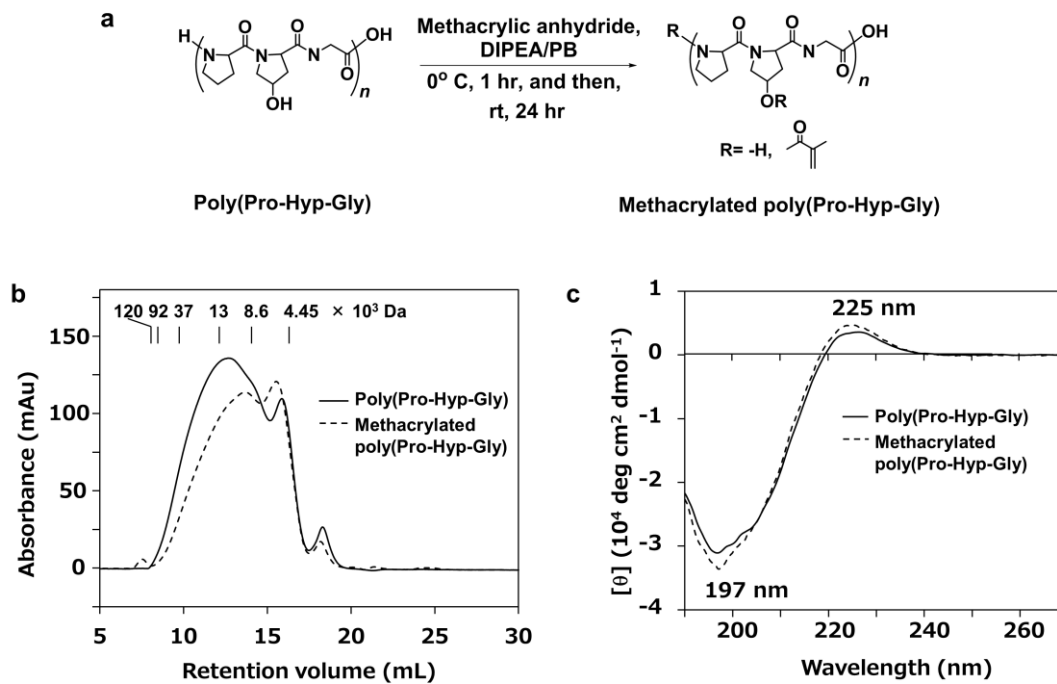 a
Methacrylic anhydride,
DIPEA/PB
0° C, 1 hr, and then,
rt, 24 hr
H
N
O
N
O
N
H
O
OH
n
OH
R
N
O
N
O
N
H
O
OH
n
OR
R= -H,
O
Poly(Pro-Hyp-Gly)
Methacrylated poly(Pro-Hyp-Gly)
b
120 92 37 13 8.6 4.45 × 10³ Da
150
100
50
0
Absorbance (mAu)
Poly(Pro-Hyp-Gly)
Methacrylated
poly(Pro-Hyp-Gly)
5 10 15 20 25 30
Retention volume (mL)
c
1
0
-1
-2
-3
-4
[θ] (10⁴ deg cm² dmol⁻¹)
225 nm
Poly(Pro-Hyp-Gly)
Methacrylated
poly(Pro-Hyp-Gly)
197 nm
200 220 240 260
Wavelength (nm)